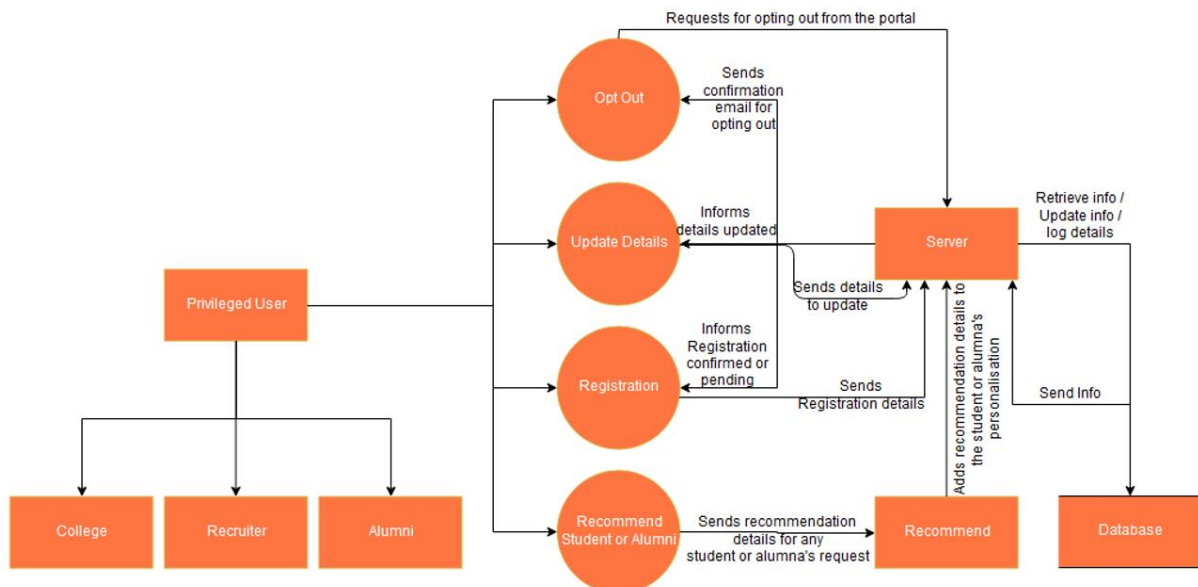 Requests for opting out from the portal
Opt Out
Sends
confirmation
email for
opting out
Update Details
Informs
details updated
Server
Retrieve info /
Update info /
log details
Privileged User
Sends details
to update
Informs
Registration
confirmed or
pending
Registration
Sends
Registration details
Adds recommendation details to
the student or alumna's
personalisation
Send Info
College
Recruiter
Alumni
Recommend
Student or Alumni
Sends recommendation
details for any
student or alumna's request
Recommend
Database